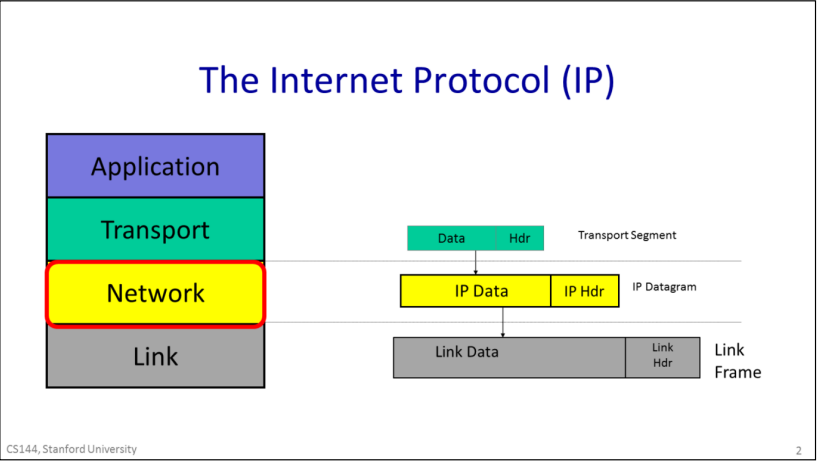 The Internet Protocol (IP)
Application
Transport
Network
Link
Data Hdr Transport Segment
IP Data IP Hdr IP Datagram
Link Data Link Hdr Link Frame
CS144, Stanford University 2